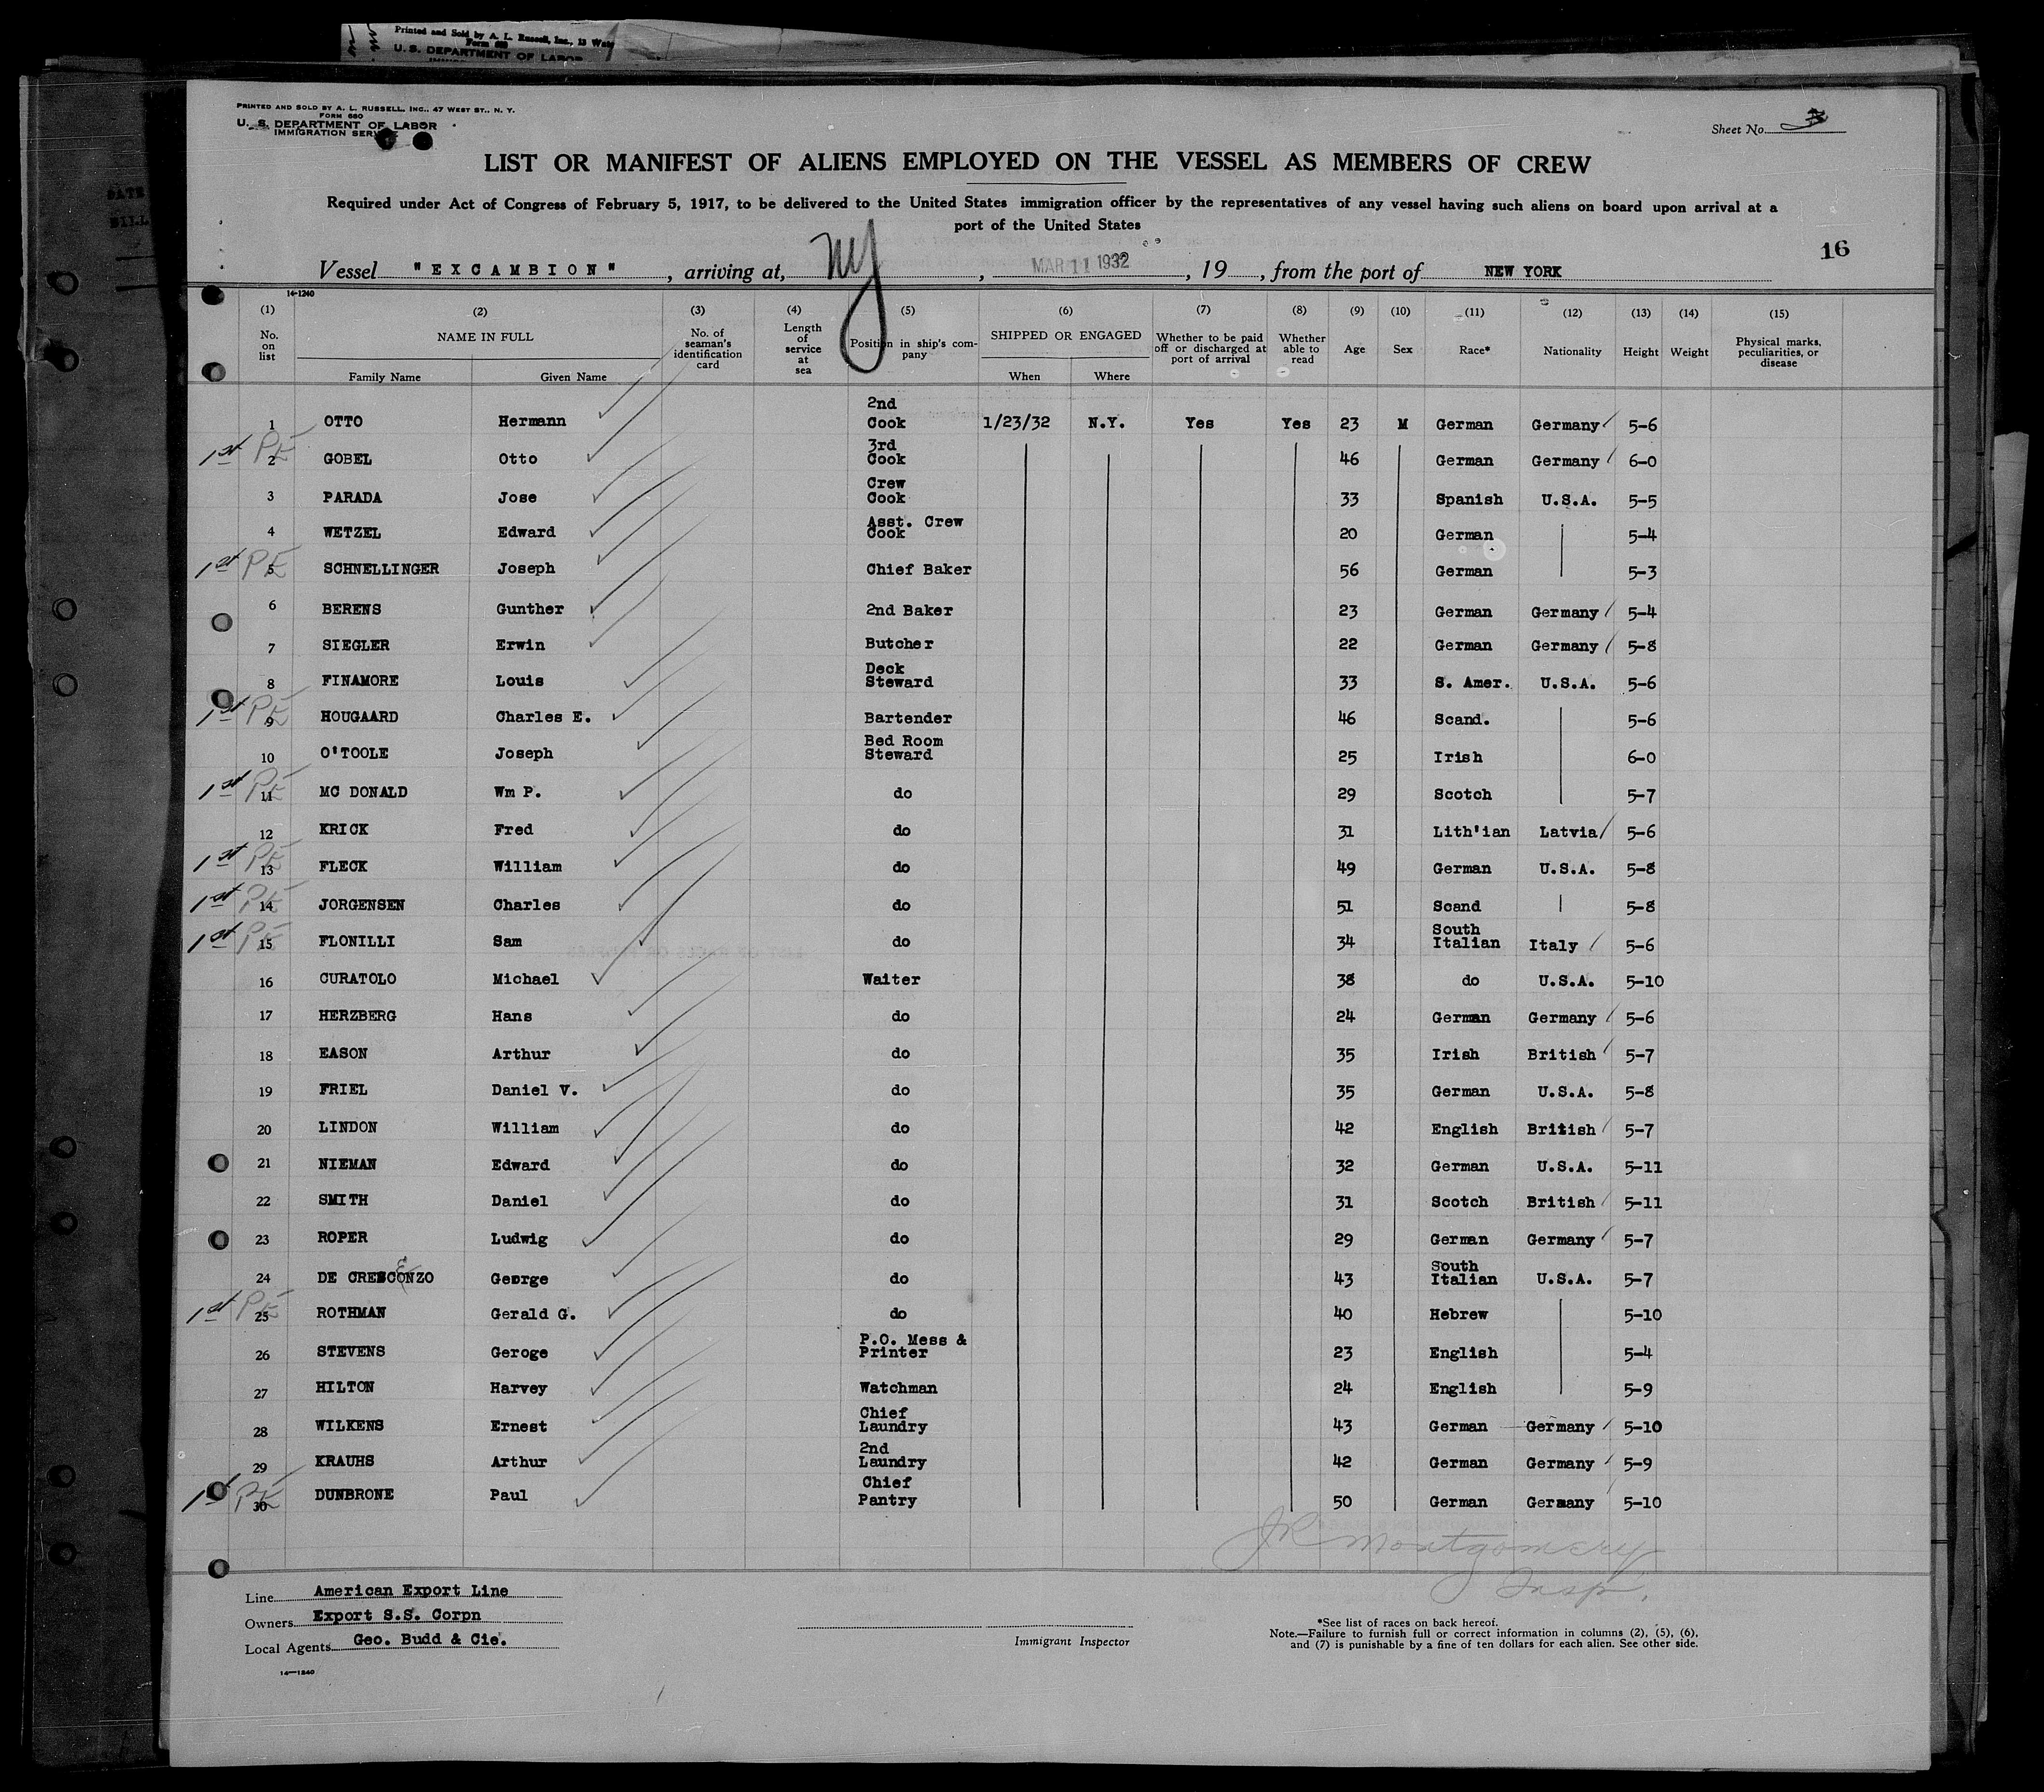 Printed and Sold by A. L. Russell, Inc., 13 Wate
Form 680
U. S. DEPARTMENT OF LABOR
PRINTED AND SOLD BY A. L. RUSSELL, INC., 47 WEST ST., N. Y.
FORM 680
U. S. DEPARTMENT OF LABOR
IMMIGRATION SERVICE
Sheet No. 3
LIST OR MANIFEST OF ALIENS EMPLOYED ON THE VESSEL AS MEMBERS OF CREW
Required under Act of Congress of February 5, 1917, to be delivered to the United States immigration officer by the representatives of any vessel having such aliens on board upon arrival at a
port of the United States
16
Vessel "EXCAMBION", arriving at, NY, MAR 11 1932, 19, from the port of NEW YORK
14-1240
(1) (2) (3) (4) (5) (6) (7) (8) (9) (10) (11) (12) (13) (14) (15)
No. on list NAME IN FULL Family Name Given Name No. of seaman's identification card Length of service at sea Position in ship's company SHIPPED OR ENGAGED When Where Whether to be paid off or discharged at port of arrival Whether able to read Age Sex Race* Nationality Height Weight Physical marks, peculiarities, or disease
1 OTTO Hermann 2nd Cook 1/23/32 N.Y. Yes Yes 23 M German Germany 5-6
1st PE 2 GOBEL Otto 3rd Cook 46 German Germany 6-0
3 PARADA Jose Crew Cook 33 Spanish U.S.A. 5-5
4 WETZEL Edward Asst. Crew Cook 20 German 5-4
1st PE 5 SCHNELLINGER Joseph Chief Baker 56 German 5-3
6 BERENS Gunther 2nd Baker 23 German Germany 5-4
7 SIEGLER Erwin Butcher 22 German Germany 5-8
8 FINAMORE Louis Deck Steward 33 S. Amer. U.S.A. 5-6
1st PE 9 HOUGAARD Charles E. Bartender 46 Scand. 5-6
10 O'TOOLE Joseph Bed Room Steward 25 Irish 6-0
1st PE 11 MC DONALD Wm P. do 29 Scotch 5-7
12 KRICK Fred do 31 Lith'ian Latvia 5-6
1st PE 13 FLECK William do 49 German U.S.A. 5-8
1st PE 14 JORGENSEN Charles do 51 Scand 5-8
1st PE 15 FLONILLI Sam do 34 South Italian Italy 5-6
16 CURATOLO Michael Waiter 38 do U.S.A. 5-10
17 HERZBERG Hans do 24 German Germany 5-6
18 EASON Arthur do 35 Irish British 5-7
19 FRIEL Daniel V. do 35 German U.S.A. 5-8
20 LINDON William do 42 English British 5-7
21 NIEMAN Edward do 32 German U.S.A. 5-11
22 SMITH Daniel do 31 Scotch British 5-11
23 ROPER Ludwig do 29 German Germany 5-7
24 DE CRESCENZO George do 43 South Italian U.S.A. 5-7
1st PE 25 ROTHMAN Gerald G. do 40 Hebrew 5-10
26 STEVENS Geroge P.O. Mess & Printer 23 English 5-4
27 HILTON Harvey Watchman 24 English 5-9
28 WILKENS Ernest Chief Laundry 43 German Germany 5-10
29 KRAUHS Arthur 2nd Laundry 42 German Germany 5-9
1st PE 30 DUNBRONE Paul Chief Pantry 50 German Germany 5-10
JR Montgomery
Insp.
Line American Export Line
Owners Export S.S. Corpn
Local Agents Geo. Budd & Cie.
14-1240
Immigrant Inspector
*See list of races on back hereof.
Note.—Failure to furnish full or correct information in columns (2), (5), (6),
and (7) is punishable by a fine of ten dollars for each alien. See other side.